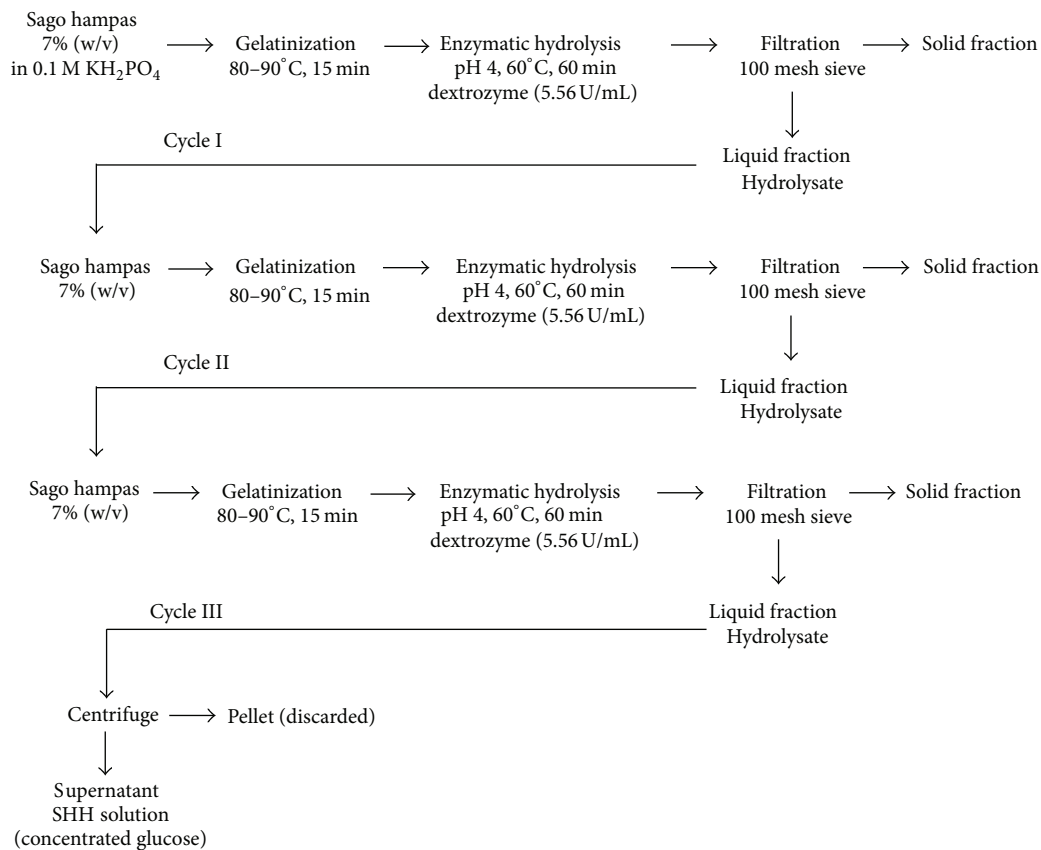 Sago hampas
7% (w/v)
in 0.1 M KH₂PO₄
Gelatinization
80–90°C, 15 min
Enzymatic hydrolysis
pH 4, 60°C, 60 min
dextrozyme (5.56 U/mL)
Filtration
100 mesh sieve
Solid fraction
Liquid fraction
Hydrolysate
Cycle I
Sago hampas
7% (w/v)
Gelatinization
80–90°C, 15 min
Enzymatic hydrolysis
pH 4, 60°C, 60 min
dextrozyme (5.56 U/mL)
Filtration
100 mesh sieve
Solid fraction
Liquid fraction
Hydrolysate
Cycle II
Sago hampas
7% (w/v)
Gelatinization
80–90°C, 15 min
Enzymatic hydrolysis
pH 4, 60°C, 60 min
dextrozyme (5.56 U/mL)
Filtration
100 mesh sieve
Solid fraction
Liquid fraction
Hydrolysate
Cycle III
Centrifuge
Pellet (discarded)
Supernatant
SHH solution
(concentrated glucose)